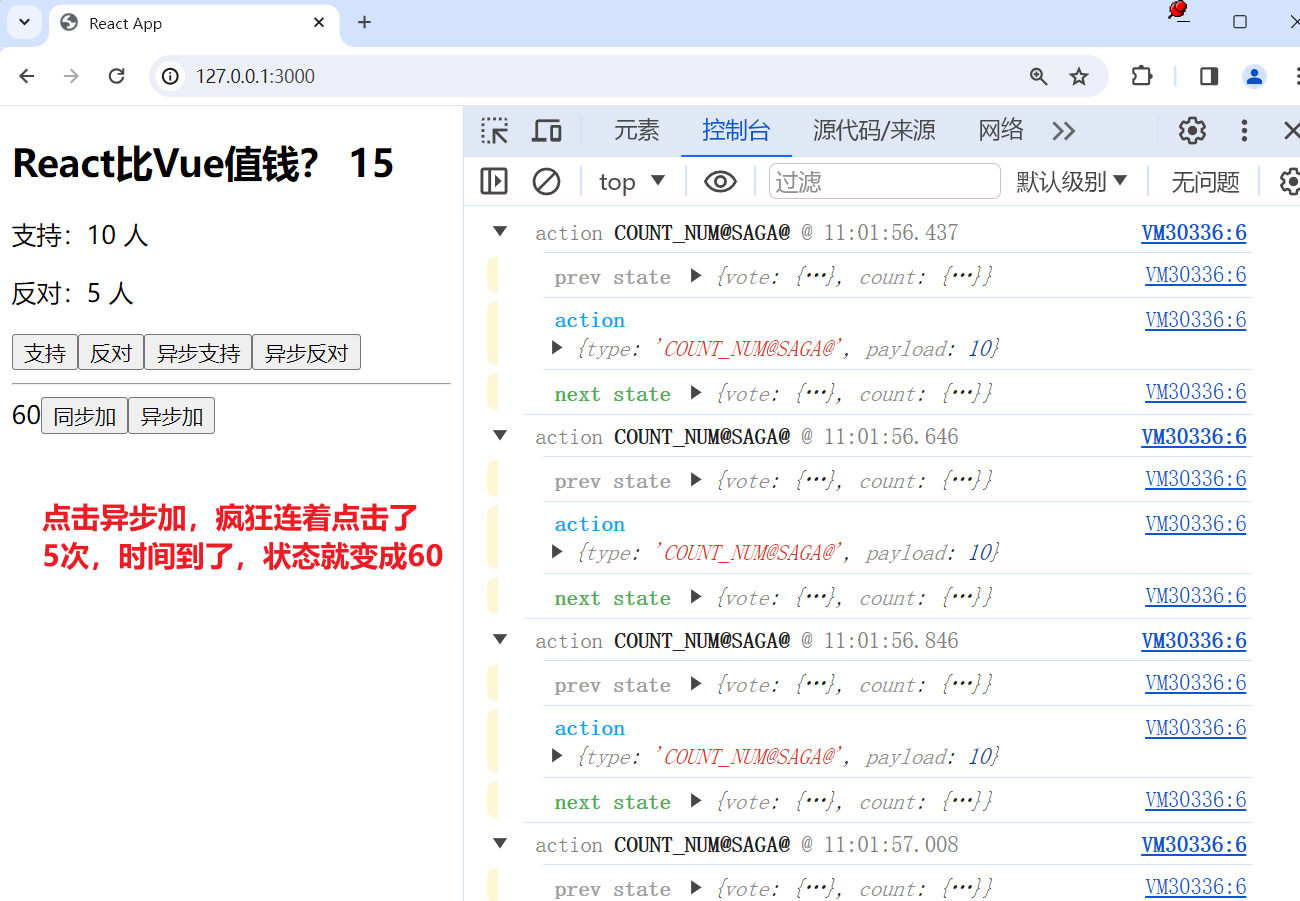 React App
127.0.0.1:3000
React比Vue值钱？ 15
支持：10 人
反对：5 人
支持 反对 异步支持 异步反对
60 同步加 异步加
点击异步加，疯狂连着点击了
5次，时间到了，状态就变成60
元素 控制台 源代码/来源 网络
top 过滤 默认级别 无问题
action COUNT_NUM@SAGA@ @ 11:01:56.437 VM30336:6
prev state {vote: {…}, count: {…}} VM30336:6
action VM30336:6
{type: 'COUNT_NUM@SAGA@', payload: 10}
next state {vote: {…}, count: {…}} VM30336:6
action COUNT_NUM@SAGA@ @ 11:01:56.646 VM30336:6
prev state {vote: {…}, count: {…}} VM30336:6
action VM30336:6
{type: 'COUNT_NUM@SAGA@', payload: 10}
next state {vote: {…}, count: {…}} VM30336:6
action COUNT_NUM@SAGA@ @ 11:01:56.846 VM30336:6
prev state {vote: {…}, count: {…}} VM30336:6
action VM30336:6
{type: 'COUNT_NUM@SAGA@', payload: 10}
next state {vote: {…}, count: {…}} VM30336:6
action COUNT_NUM@SAGA@ @ 11:01:57.008 VM30336:6
prev state {vote: {…}, count: {…}} VM30336:6